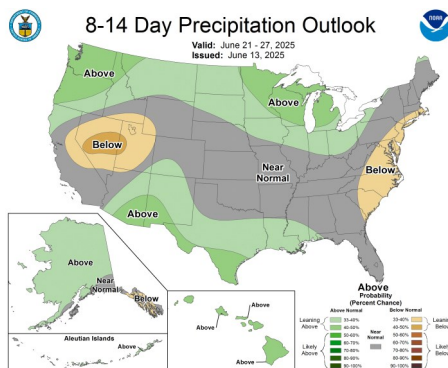 8-14 Day Precipitation Outlook
Valid: June 21 - 27, 2025
Issued: June 13, 2025
NOAA
Above
Above
Below
Near
Normal
Below
Above
Above
Near
Normal
Below
Aleutian Islands
Above
Above
Above
Above
Probability
(Percent Chance)
Above Normal
Below Normal
Leaning
Above
33-40%
40-50%
50-60%
Likely
Above
60-70%
70-80%
80-90%
90-100%
Near
Normal
33-40%
40-50%
50-60%
60-70%
70-80%
80-90%
90-100%
Below
Below